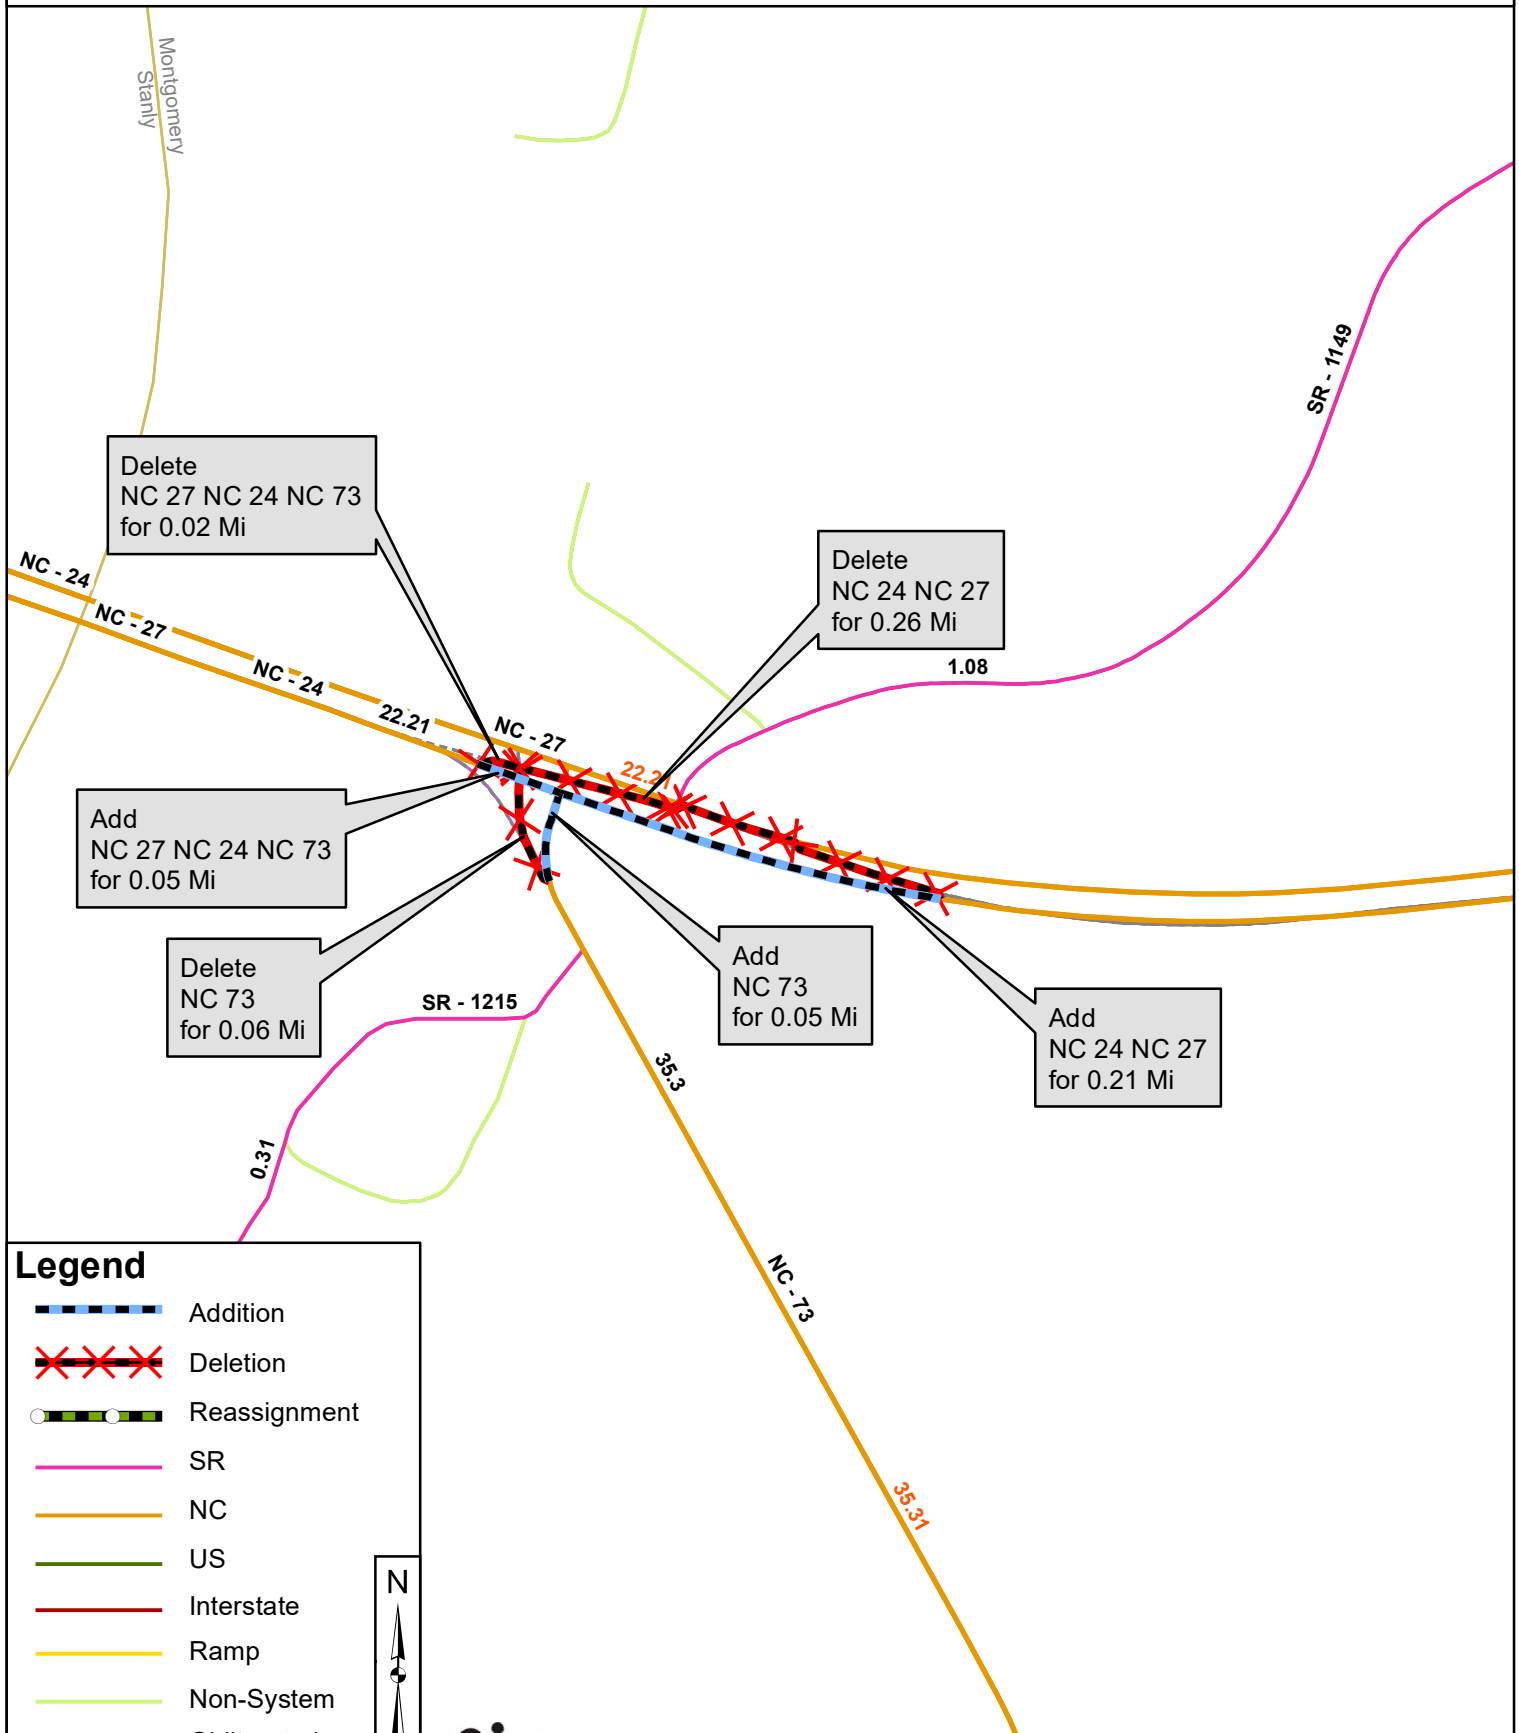 Montgomery
Stanly
SR - 1149
Delete
NC 27 NC 24 NC 73
for 0.02 Mi
Delete
NC 24 NC 27
for 0.26 Mi
NC - 24
NC - 27
NC - 24
22.21
NC - 27
1.08
Add
NC 27 NC 24 NC 73
for 0.05 Mi
Delete
NC 73
for 0.06 Mi
SR - 1215
Add
NC 73
for 0.05 Mi
Add
NC 24 NC 27
for 0.21 Mi
35.3
0.31
NC - 73
35.31
Legend
Addition
Deletion
Reassignment
SR
NC
US
Interstate
Ramp
Non-System
N